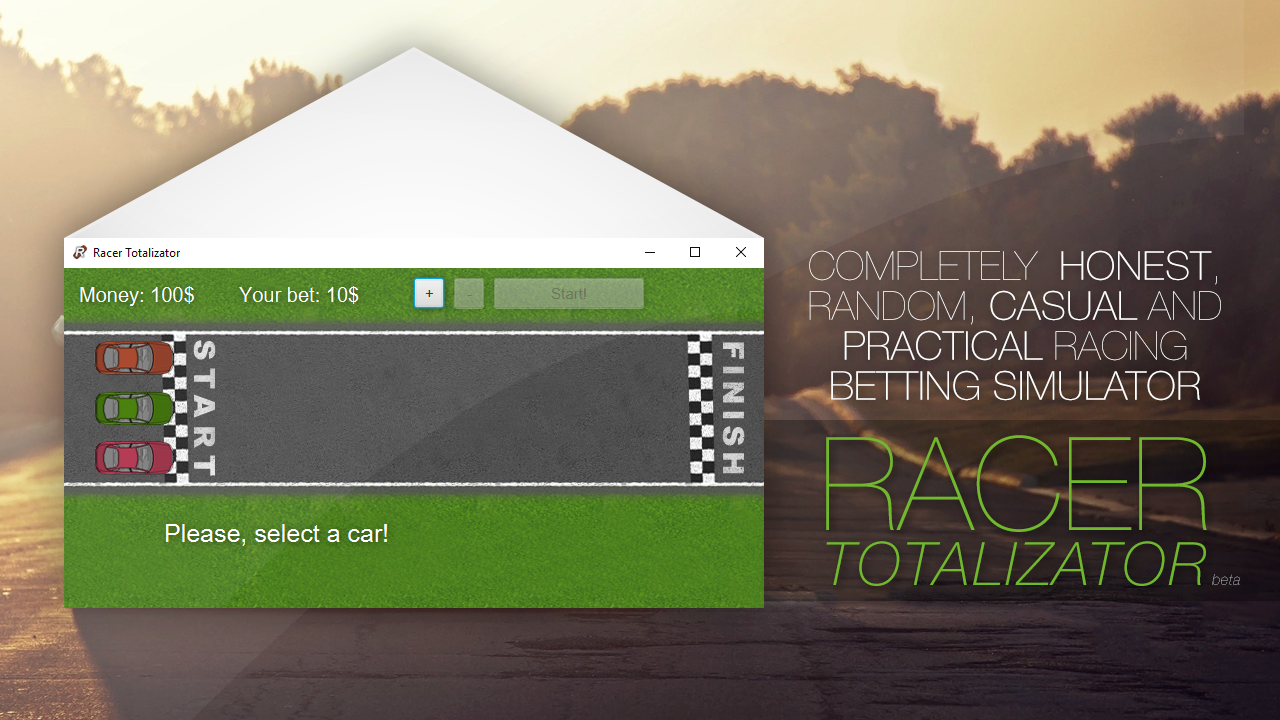 Racer Totalizator
Money: 100$
Your bet: 10$
+
-
Start!
START
FINISH
Please, select a car!
COMPLETELY HONEST,
RANDOM, CASUAL AND
PRACTICAL RACING
BETTING SIMULATOR
RACER
TOTALIZATOR beta